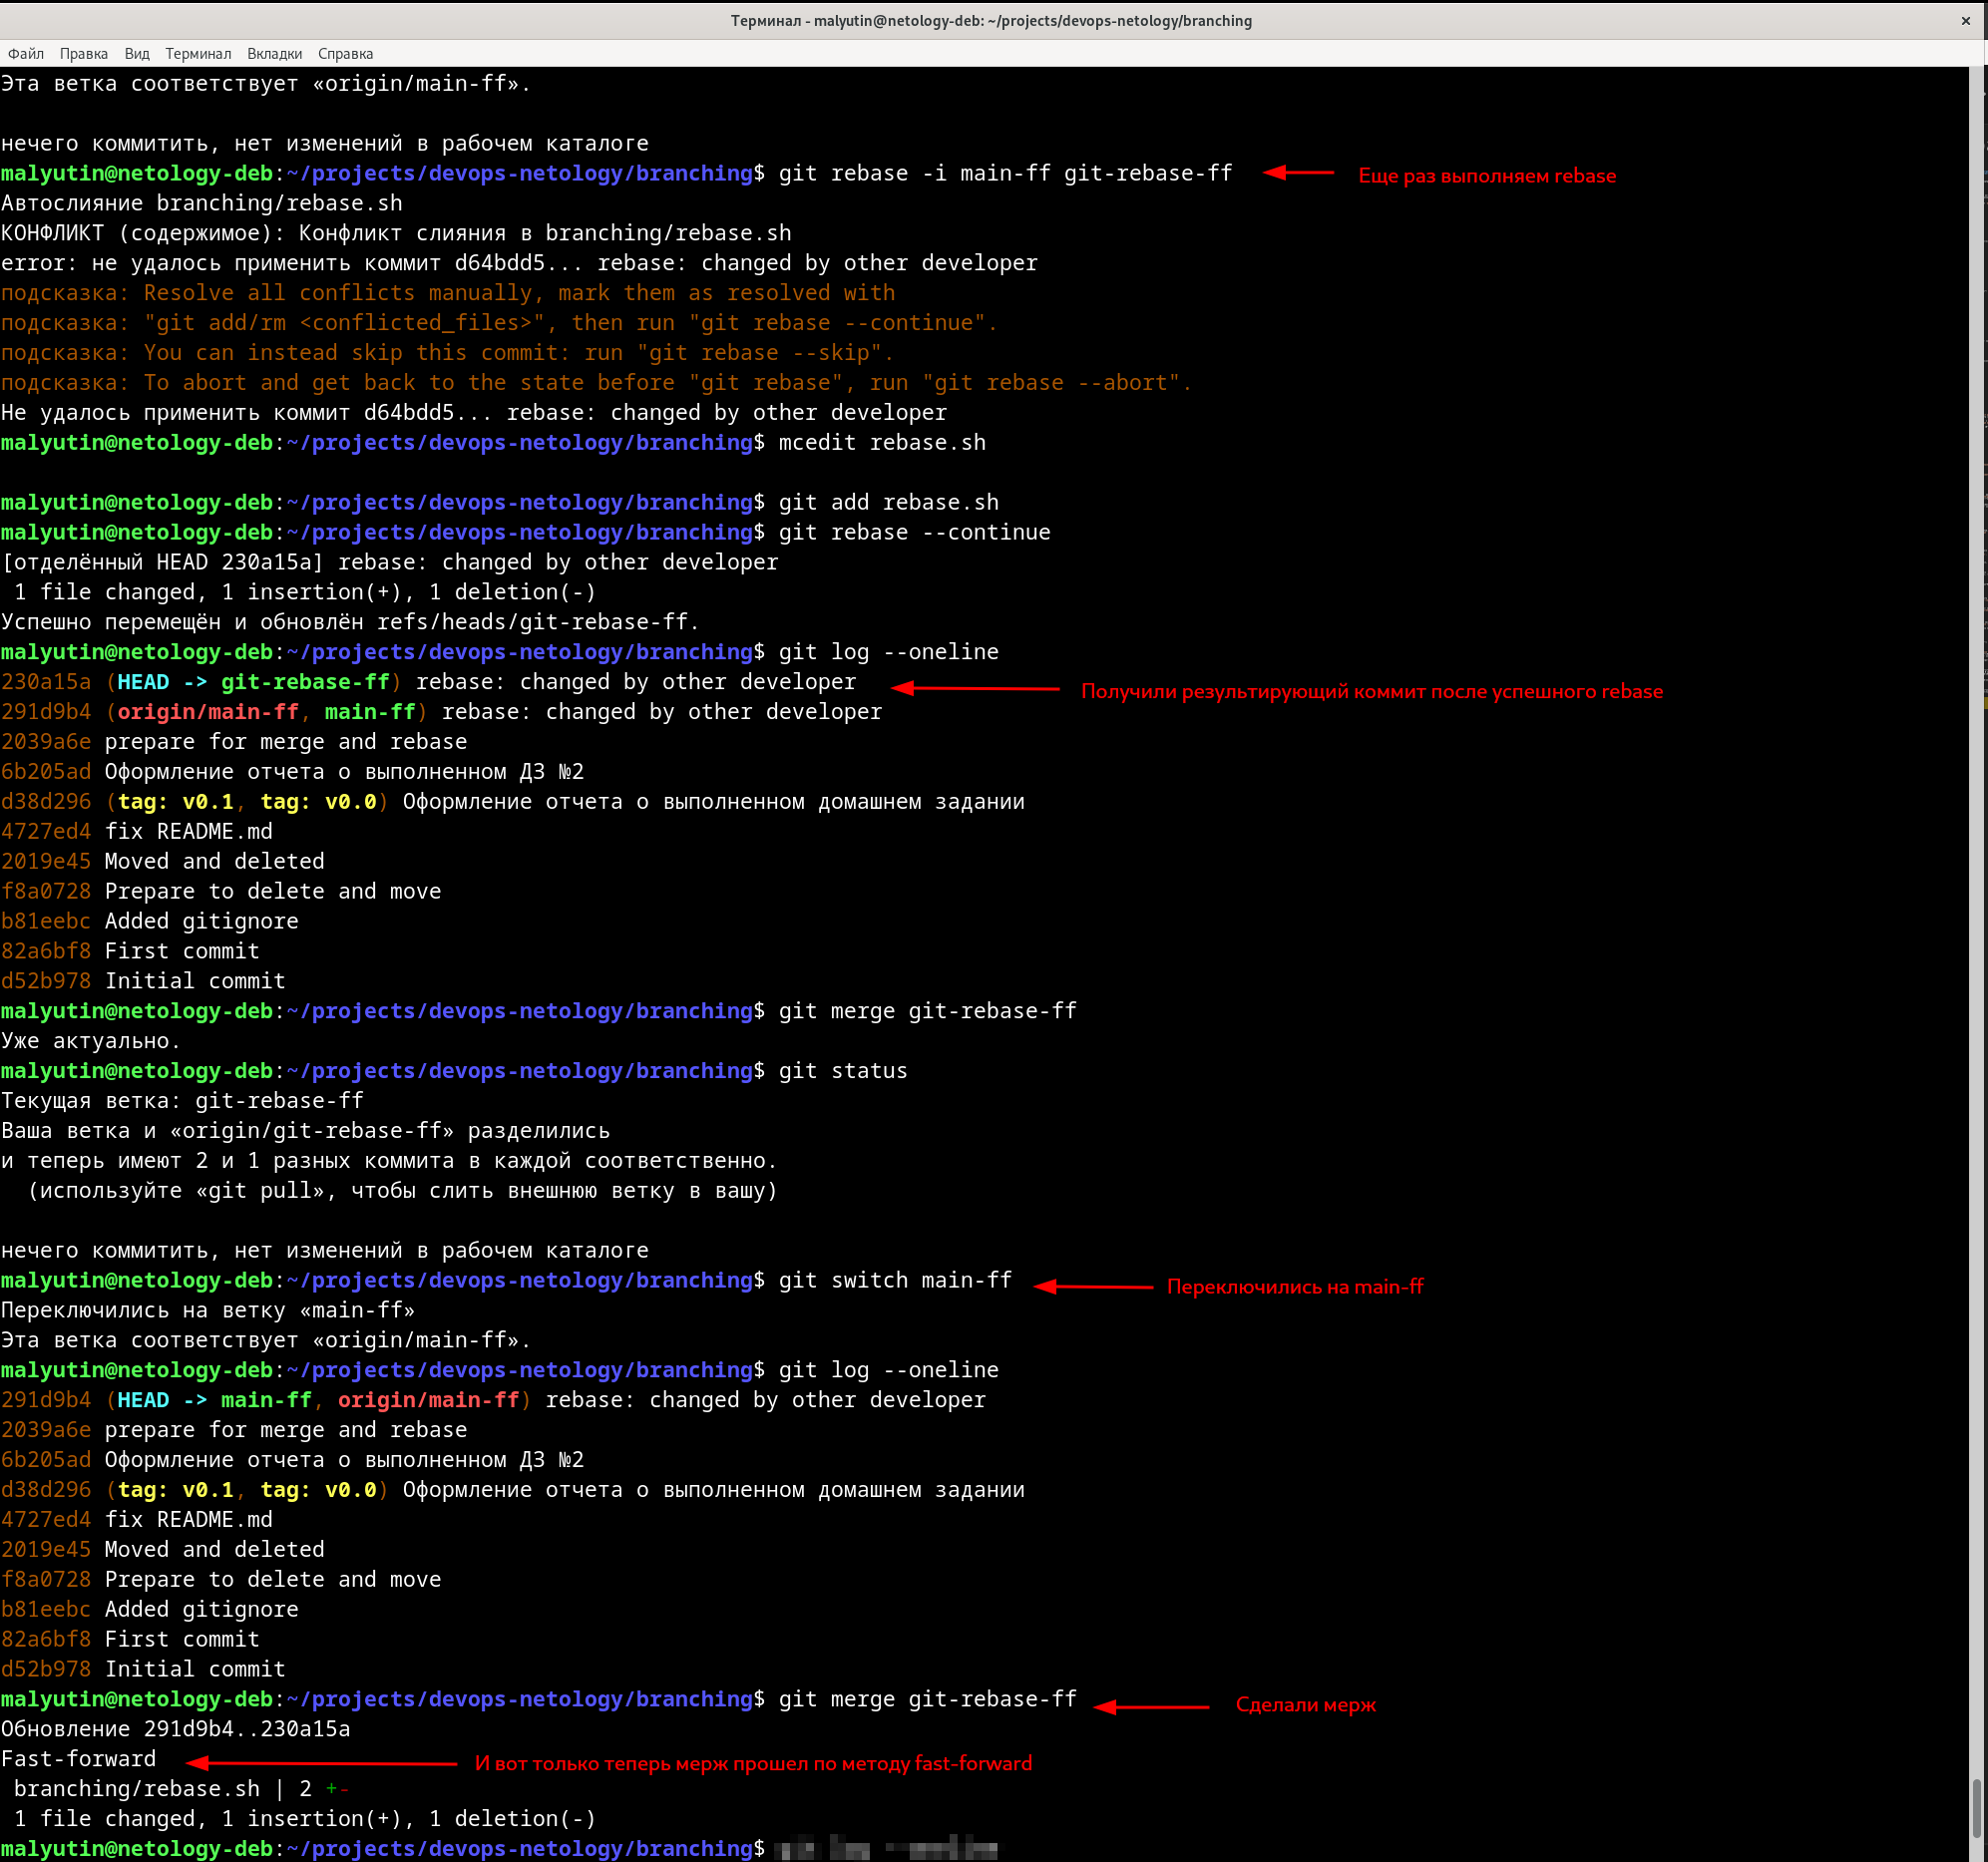 Терминал - malyutin@netology-deb: ~/projects/devops-netology/branching ×
Файл Правка Вид Терминал Вкладки Справка
Эта ветка соответствует «origin/main-ff».
нечего коммитить, нет изменений в рабочем каталоге
malyutin@netology-deb:~/projects/devops-netology/branching$ git rebase -i main-ff git-rebase-ff Еще раз выполняем rebase
Автослияние branching/rebase.sh
КОНФЛИКТ (содержимое): Конфликт слияния в branching/rebase.sh
error: не удалось применить коммит d64bdd5... rebase: changed by other developer
подсказка: Resolve all conflicts manually, mark them as resolved with
подсказка: "git add/rm <conflicted_files>", then run "git rebase --continue".
подсказка: You can instead skip this commit: run "git rebase --skip".
подсказка: To abort and get back to the state before "git rebase", run "git rebase --abort".
Не удалось применить коммит d64bdd5... rebase: changed by other developer
malyutin@netology-deb:~/projects/devops-netology/branching$ mcedit rebase.sh
malyutin@netology-deb:~/projects/devops-netology/branching$ git add rebase.sh
malyutin@netology-deb:~/projects/devops-netology/branching$ git rebase --continue
[отделённый HEAD 230a15a] rebase: changed by other developer
1 file changed, 1 insertion(+), 1 deletion(-)
Успешно перемещён и обновлён refs/heads/git-rebase-ff.
malyutin@netology-deb:~/projects/devops-netology/branching$ git log --oneline
230a15a (HEAD -> git-rebase-ff) rebase: changed by other developer Получили результирующий коммит после успешного rebase
291d9b4 (origin/main-ff, main-ff) rebase: changed by other developer
2039a6e prepare for merge and rebase
6b205ad Оформление отчета о выполненном ДЗ №2
d38d296 (tag: v0.1, tag: v0.0) Оформление отчета о выполненном домашнем задании
4727ed4 fix README.md
2019e45 Moved and deleted
f8a0728 Prepare to delete and move
b81eebc Added gitignore
82a6bf8 First commit
d52b978 Initial commit
malyutin@netology-deb:~/projects/devops-netology/branching$ git merge git-rebase-ff
Уже актуально.
malyutin@netology-deb:~/projects/devops-netology/branching$ git status
Текущая ветка: git-rebase-ff
Ваша ветка и «origin/git-rebase-ff» разделились
и теперь имеют 2 и 1 разных коммита в каждой соответственно.
(используйте «git pull», чтобы слить внешнюю ветку в вашу)
нечего коммитить, нет изменений в рабочем каталоге
malyutin@netology-deb:~/projects/devops-netology/branching$ git switch main-ff Переключились на main-ff
Переключились на ветку «main-ff»
Эта ветка соответствует «origin/main-ff».
malyutin@netology-deb:~/projects/devops-netology/branching$ git log --oneline
291d9b4 (HEAD -> main-ff, origin/main-ff) rebase: changed by other developer
2039a6e prepare for merge and rebase
6b205ad Оформление отчета о выполненном ДЗ №2
d38d296 (tag: v0.1, tag: v0.0) Оформление отчета о выполненном домашнем задании
4727ed4 fix README.md
2019e45 Moved and deleted
f8a0728 Prepare to delete and move
b81eebc Added gitignore
82a6bf8 First commit
d52b978 Initial commit
malyutin@netology-deb:~/projects/devops-netology/branching$ git merge git-rebase-ff Сделали мерж
Обновление 291d9b4..230a15a
Fast-forward И вот только теперь мерж прошел по методу fast-forward
branching/rebase.sh | 2 +-
1 file changed, 1 insertion(+), 1 deletion(-)
malyutin@netology-deb:~/projects/devops-netology/branching$